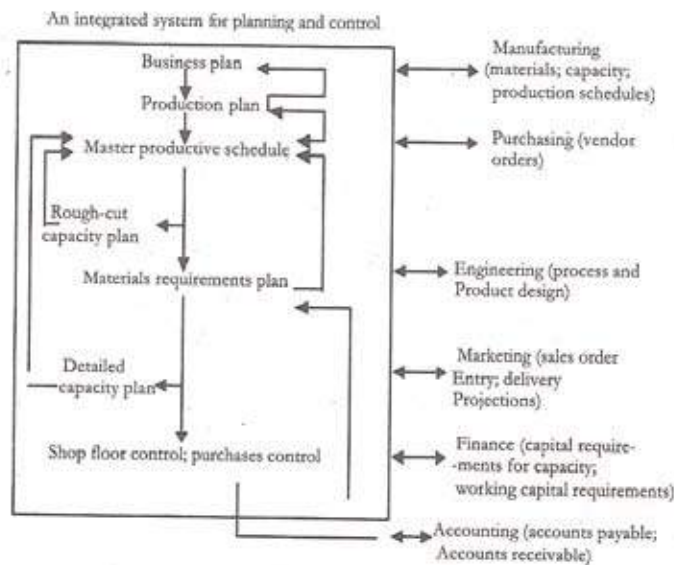 An integrated system for planning and control
Business plan
Production plan
Master productive schedule
Rough-cut
capacity plan
Materials requirements plan
Detailed
capacity plan
Shop floor control; purchases control
Manufacturing
(materials; capacity;
production schedules)
Purchasing (vendor
orders)
Engineering (process and
Product design)
Marketing (sales order
Entry; delivery
Projections)
Finance (capital require-
-ments for capacity;
working capital requirements)
Accounting (accounts payable;
Accounts receivable)